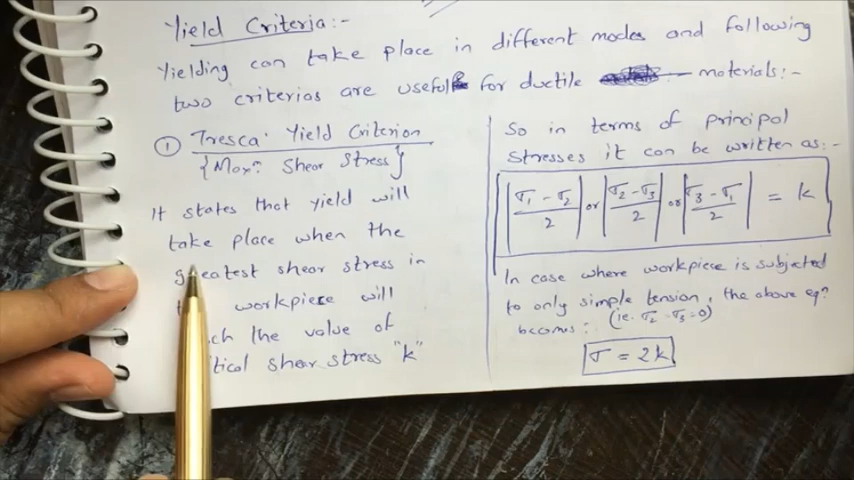 Yield Criteria:-
Yielding can take place in different modes and following
two criterias are useful for ductile materials:-
① Tresca Yield Criterion
{Maxm Shear Stress}
It states that yield will
take place when the
greatest shear stress in
workpiece will
the value of
shear stress "k"
So in terms of principal
stresses it can be written as:-
|σ1 - σ2 / 2| or |σ2 - σ3 / 2| or |σ3 - σ1 / 2| = k
In case where workpiece is subjected
to only simple tension, the above eqn
becomes: (ie. σ2 = σ3 = 0)
σ = 2k